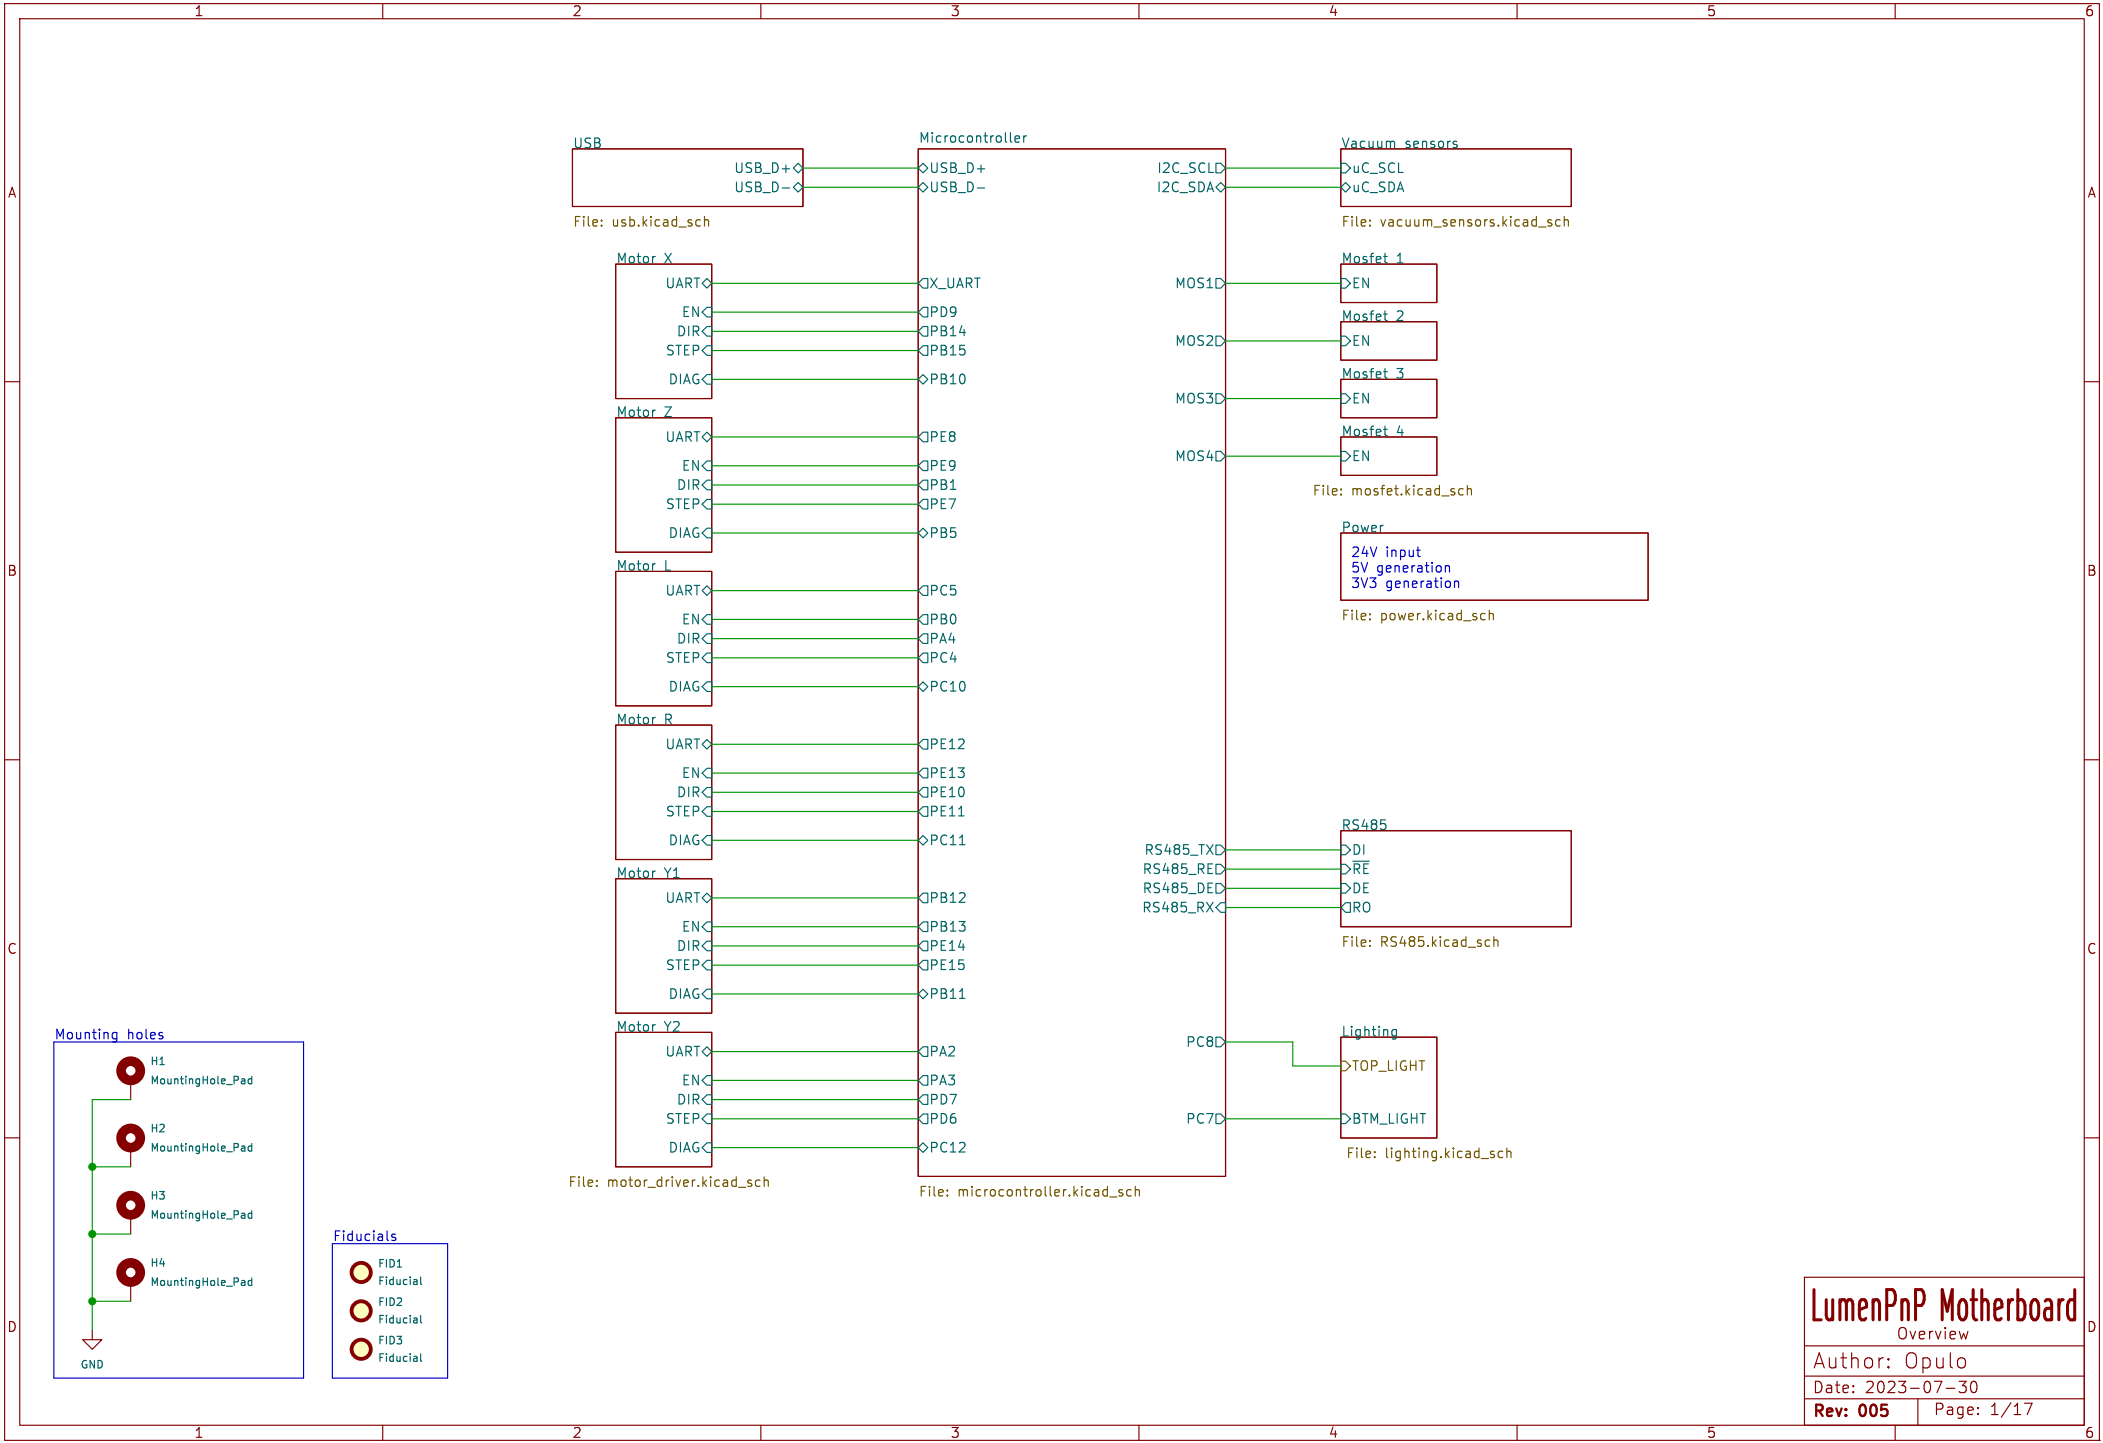 1 2 3 4 5 6
A
B
C
D
A
B
C
D
USB
USB_D+
USB_D-
File: usb.kicad_sch
Motor X
UART
EN
DIR
STEP
DIAG
Motor Z
UART
EN
DIR
STEP
DIAG
Motor L
UART
EN
DIR
STEP
DIAG
Motor R
UART
EN
DIR
STEP
DIAG
Motor Y1
UART
EN
DIR
STEP
DIAG
Motor Y2
UART
EN
DIR
STEP
DIAG
File: motor_driver.kicad_sch
Microcontroller
USB_D+
USB_D-
X_UART
PD9
PB14
PB15
PB10
PE8
PE9
PB1
PE7
PB5
PC5
PB0
PA4
PC4
PC10
PE12
PE13
PE10
PE11
PC11
PB12
PB13
PE14
PE15
PB11
PA2
PA3
PD7
PD6
PC12
I2C_SCL
I2C_SDA
MOS1
MOS2
MOS3
MOS4
RS485_TX
RS485_RE
RS485_DE
RS485_RX
PC8
PC7
File: microcontroller.kicad_sch
Vacuum sensors
uC_SCL
uC_SDA
File: vacuum_sensors.kicad_sch
Mosfet 1
EN
Mosfet 2
EN
Mosfet 3
EN
Mosfet 4
EN
File: mosfet.kicad_sch
Power
24V input
5V generation
3V3 generation
File: power.kicad_sch
RS485
DI
RE
DE
RO
File: RS485.kicad_sch
Lighting
TOP_LIGHT
BTM_LIGHT
File: lighting.kicad_sch
Mounting holes
H1
MountingHole_Pad
H2
MountingHole_Pad
H3
MountingHole_Pad
H4
MountingHole_Pad
GND
Fiducials
FID1
Fiducial
FID2
Fiducial
FID3
Fiducial
LumenPnP Motherboard
Overview
Author: Opulo
Date: 2023-07-30
Rev: 005 Page: 1/17
1 2 3 4 5 6